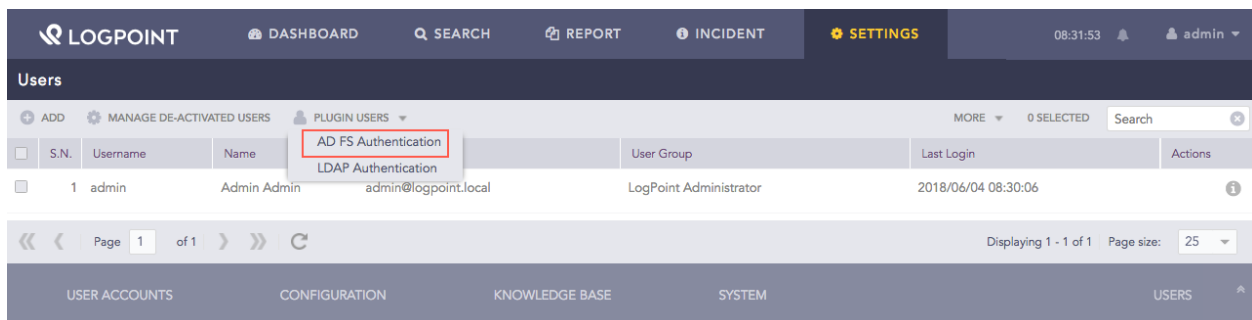 LOGPOINT DASHBOARD SEARCH REPORT INCIDENT SETTINGS 08:31:53 admin
Users
ADD MANAGE DE-ACTIVATED USERS PLUGIN USERS MORE 0 SELECTED Search
AD FS Authentication
S.N. Username Name User Group Last Login Actions
LDAP Authentication
1 admin Admin Admin admin@logpoint.local LogPoint Administrator 2018/06/04 08:30:06
Page 1 of 1 Displaying 1 - 1 of 1 Page size: 25
USER ACCOUNTS CONFIGURATION KNOWLEDGE BASE SYSTEM USERS